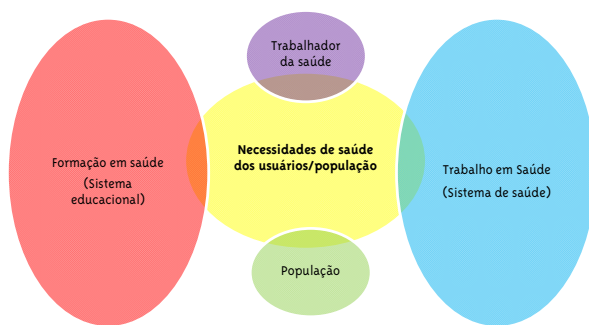 Trabalhador
da saúde
Necessidades de saúde
dos usuários/população
Formação em saúde
(Sistema
educacional)
Trabalho em Saúde
(Sistema de saúde)
População